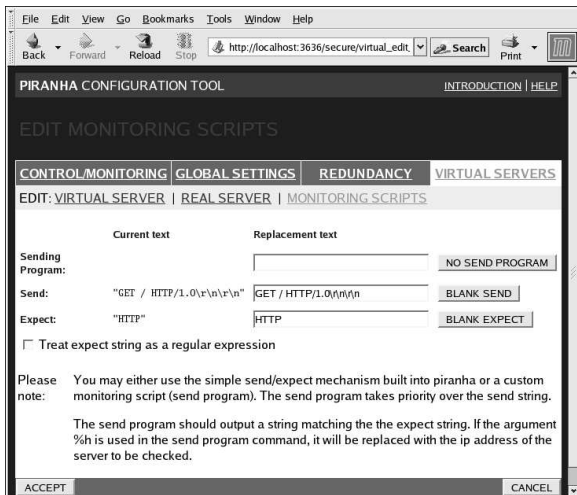 File Edit View Go Bookmarks Tools Window Help
Back Forward Reload Stop http://localhost:3636/secure/virtual_edit_ Search Print
PIRANHA CONFIGURATION TOOL INTRODUCTION | HELP
EDIT MONITORING SCRIPTS
CONTROL/MONITORING GLOBAL SETTINGS REDUNDANCY VIRTUAL SERVERS
EDIT: VIRTUAL SERVER | REAL SERVER | MONITORING SCRIPTS
Current text Replacement text
Sending
Program: NO SEND PROGRAM
Send: "GET / HTTP/1.0\r\n\r\n" GET / HTTP/1.0\r\n\r\n BLANK SEND
Expect: "HTTP" HTTP BLANK EXPECT
Treat expect string as a regular expression
Please note: You may either use the simple send/expect mechanism built into piranha or a custom
monitoring script (send program). The send program takes priority over the send string.
The send program should output a string matching the the expect string. If the argument
%h is used in the send program command, it will be replaced with the ip address of the
server to be checked.
ACCEPT CANCEL